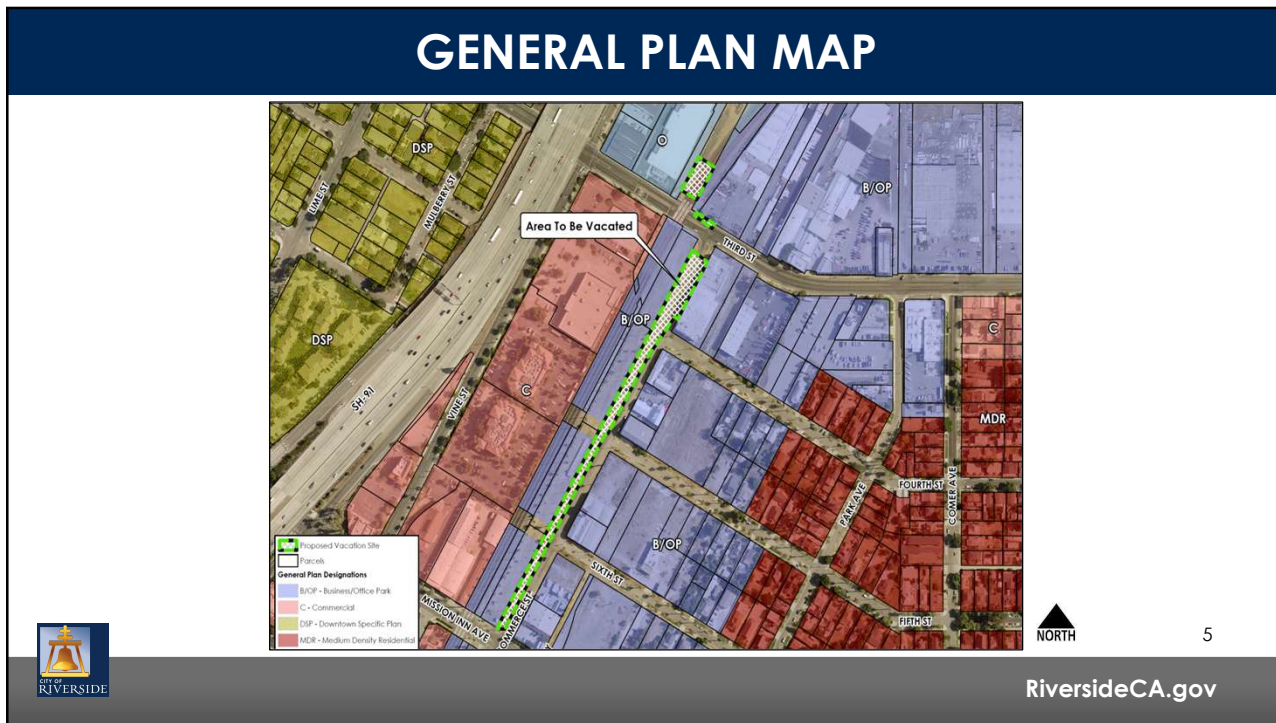 GENERAL PLAN MAP
DSP
LIME ST
MULBERRY ST
O
B/OP
Area To Be Vacated
THIRD ST
DSP
B/OP
C
SH-91
VINE ST
C
MDR
FOURTH ST
PARK AVE
COMER AVE
B/OP
SIXTH ST
FIFTH ST
MISSION INN AVE
OMMERCE ST
Proposed Vacation Site
Parcels
General Plan Designations
B/OP - Business/Office Park
C - Commercial
DSP - Downtown Specific Plan
MDR - Medium Density Residential
NORTH
5
CITY OF
RIVERSIDE
RiversideCA.gov